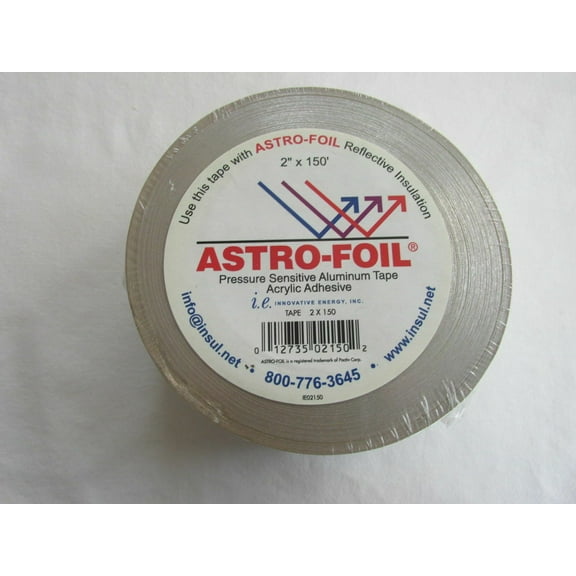 Use this tape with ASTRO-FOIL Reflective Insulation
2" x 150'
ASTRO-FOIL®
Pressure Sensitive Aluminum Tape
Acrylic Adhesive
i.e. INNOVATIVE ENERGY, INC.
TAPE 2 X 150
0 12735 02150 2
ASTRO-FOIL is a registered trademark of Pactiv Corp.
info@insul.net • 800-776-3645 • www.insul.net
IE02150